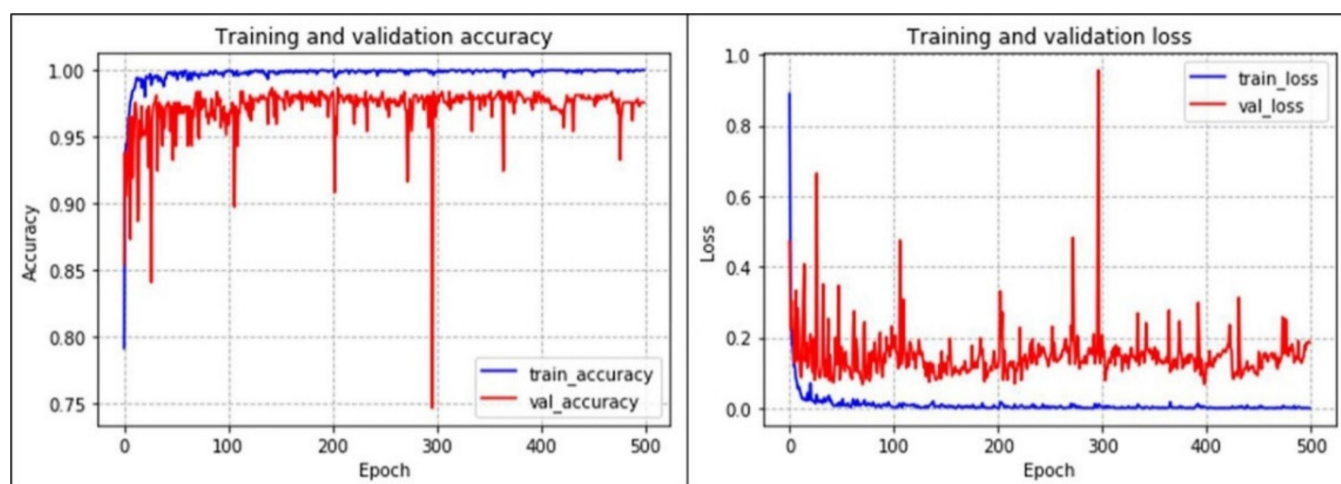 Training and validation accuracy
1.00
0.95
0.90
0.85
0.80
0.75
Accuracy
train_accuracy
val_accuracy
0 100 200 300 400 500
Epoch
Training and validation loss
1.0
0.8
0.6
0.4
0.2
0.0
Loss
train_loss
val_loss
0 100 200 300 400 500
Epoch